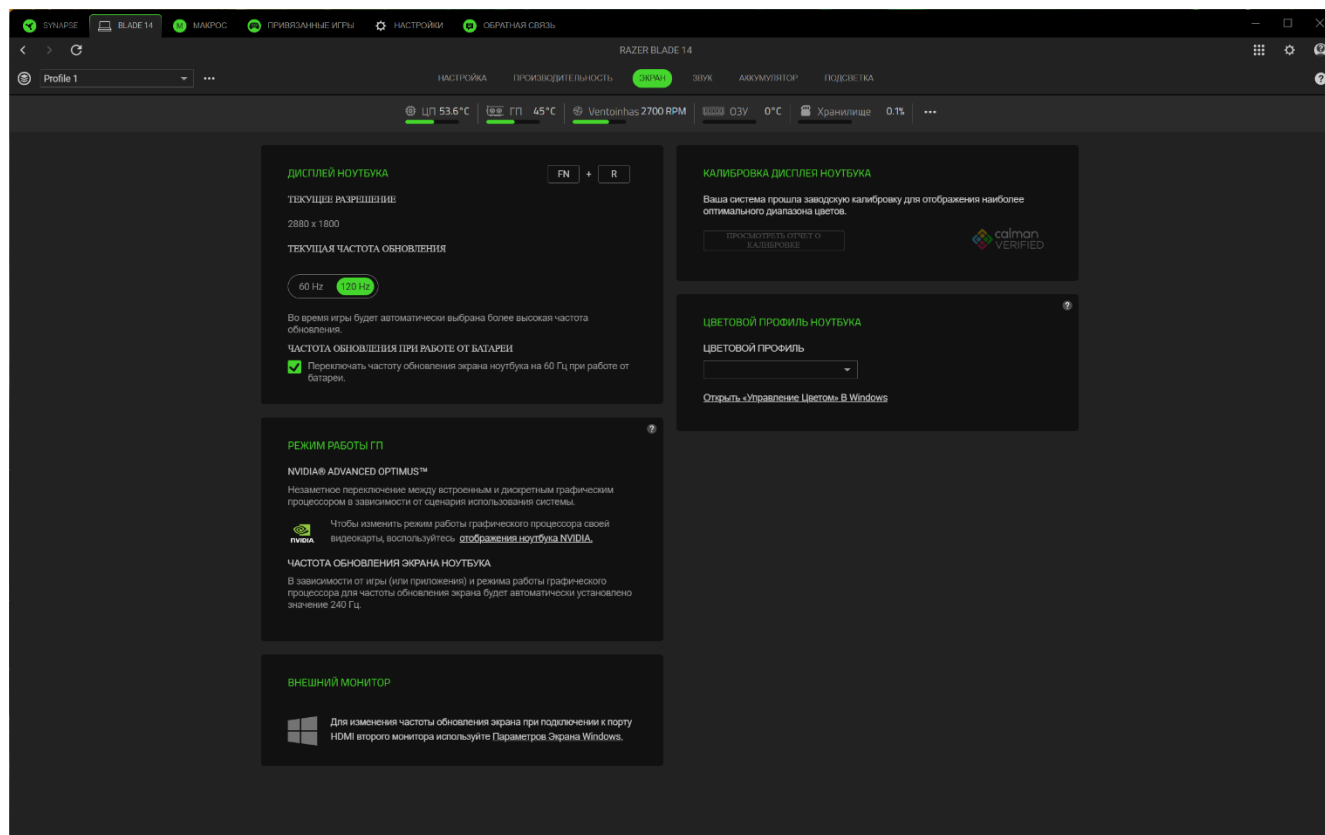 SYNAPSE BLADE 14 МАКРОС ПРИВЯЗАННЫЕ ИГРЫ НАСТРОЙКИ ОБРАТНАЯ СВЯЗЬ
RAZER BLADE 14
Profile 1 НАСТРОЙКА ПРОИЗВОДИТЕЛЬНОСТЬ ЭКРАН ЗВУК АККУМУЛЯТОР ПОДСВЕТКА
ЦП 53.6°C ГП 45°C Ventoinhas 2700 RPM ОЗУ 0°C Хранилище 0.1%
ДИСПЛЕЙ НОУТБУКА FN + R
ТЕКУЩЕЕ РАЗРЕШЕНИЕ
2880 x 1800
ТЕКУЩАЯ ЧАСТОТА ОБНОВЛЕНИЯ
60 Hz 120 Hz
Во время игры будет автоматически выбрана более высокая частота
обновления.
ЧАСТОТА ОБНОВЛЕНИЯ ПРИ РАБОТЕ ОТ БАТАРЕИ
Переключать частоту обновления экрана ноутбука на 60 Гц при работе от
батареи.
РЕЖИМ РАБОТЫ ГП
NVIDIA® ADVANCED OPTIMUS™
Незаметное переключение между встроенным и дискретным графическим
процессором в зависимости от сценария использования системы.
NVIDIA
Чтобы изменить режим работы графического процессора своей
видеокарты, воспользуйтесь отображения ноутбука NVIDIA.
ЧАСТОТА ОБНОВЛЕНИЯ ЭКРАНА НОУТБУКА
В зависимости от игры (или приложения) и режима работы графического
процессора для частоты обновления экрана будет автоматически установлено
значение 240 Гц.
ВНЕШНИЙ МОНИТОР
Для изменения частоты обновления экрана при подключении к порту
HDMI второго монитора используйте Параметров Экрана Windows.
КАЛИБРОВКА ДИСПЛЕЯ НОУТБУКА
Ваша система прошла заводскую калибровку для отображения наиболее
оптимального диапазона цветов.
ПРОСМОТРЕТЬ ОТЧЕТ О
КАЛИБРОВКЕ
calman
VERIFIED
ЦВЕТОВОЙ ПРОФИЛЬ НОУТБУКА
ЦВЕТОВОЙ ПРОФИЛЬ
Открыть «Управление Цветом» В Windows